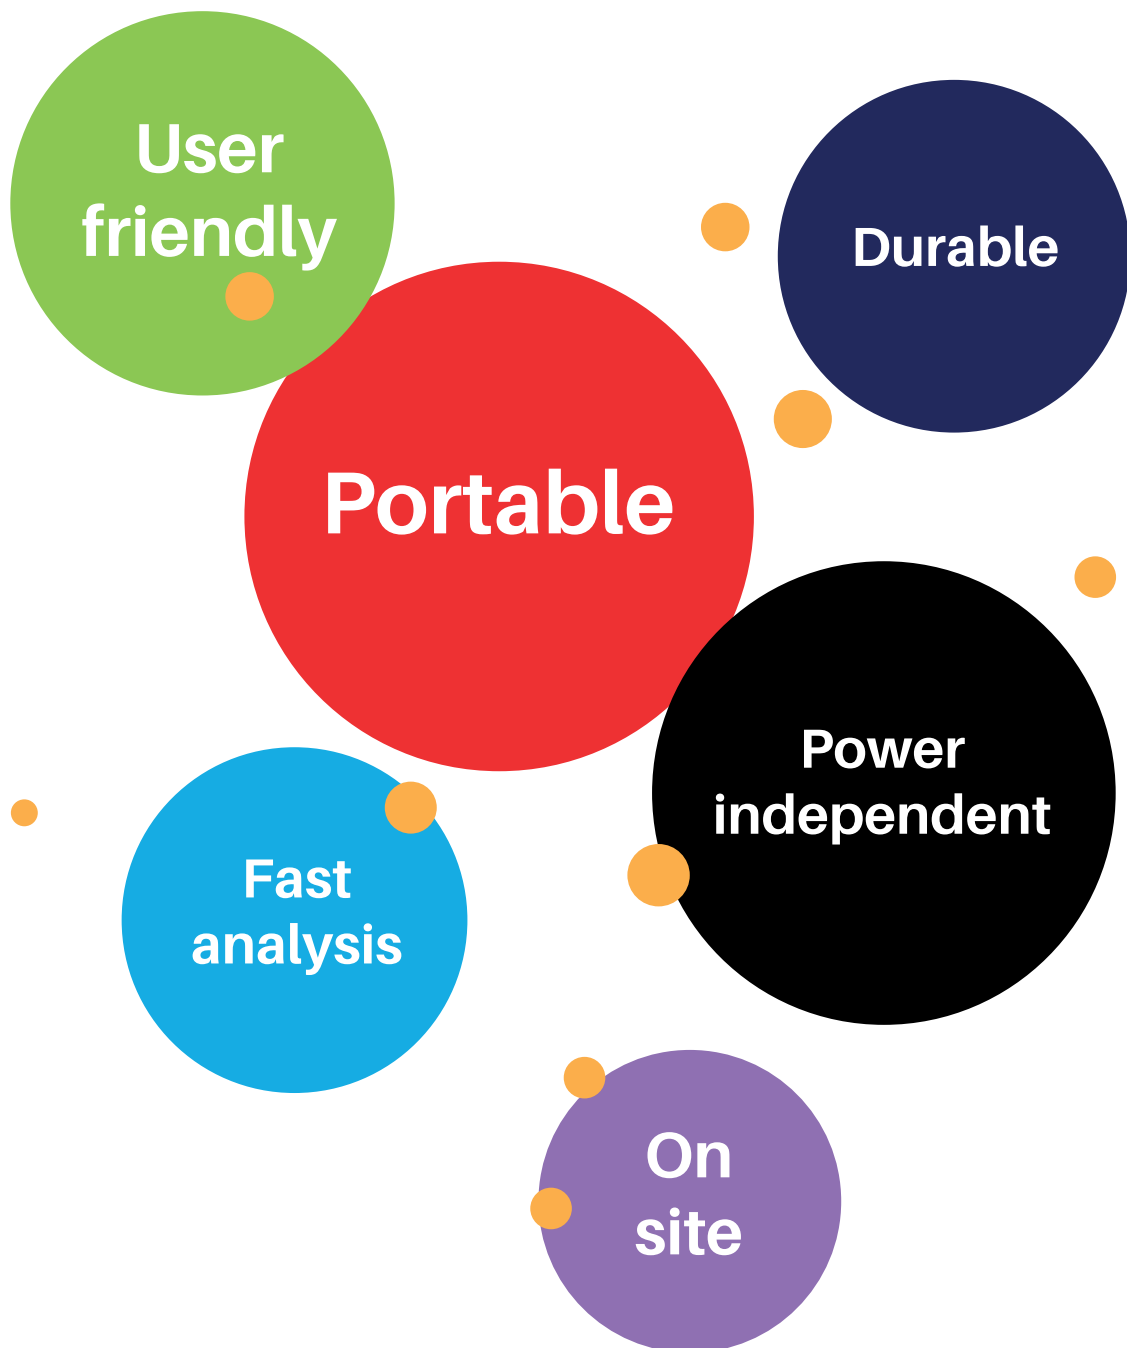 User
friendly
Durable
Portable
Power
independent
Fast
analysis
On
site